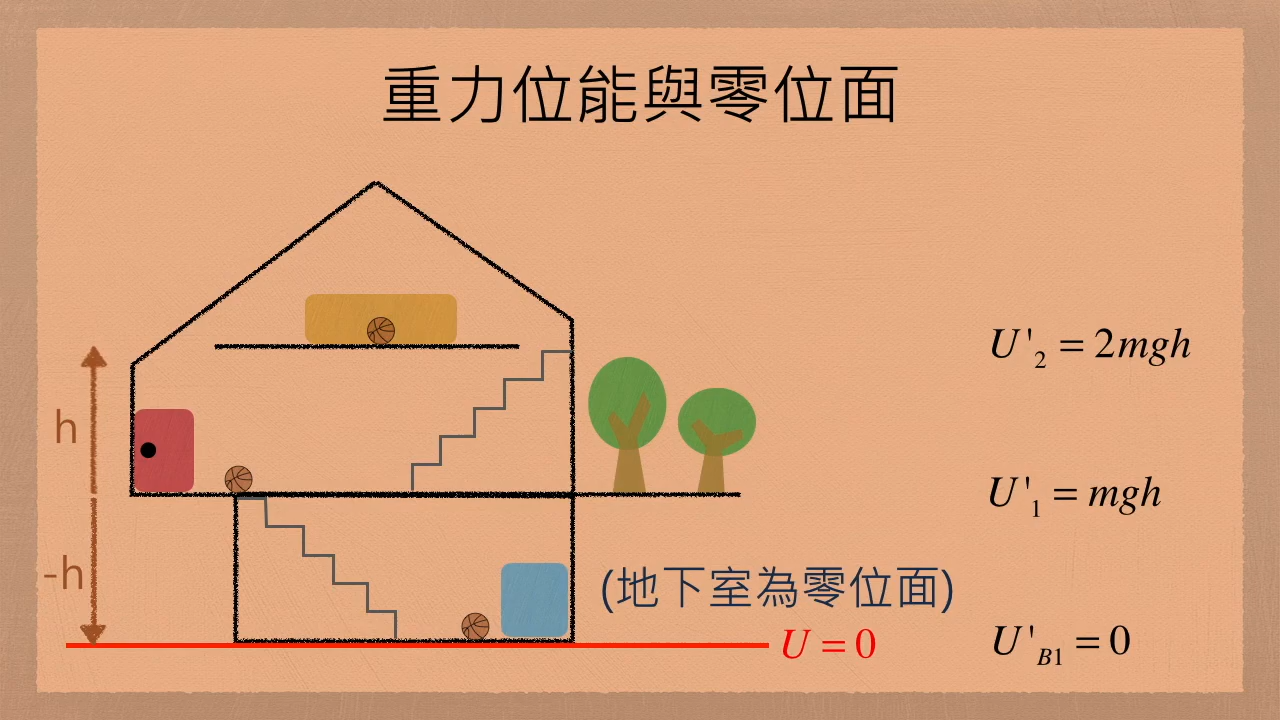 重力位能與零位面
U'₂ = 2mgh
h
U'₁ = mgh
-h
(地下室為零位面)
U = 0
U'_B1 = 0